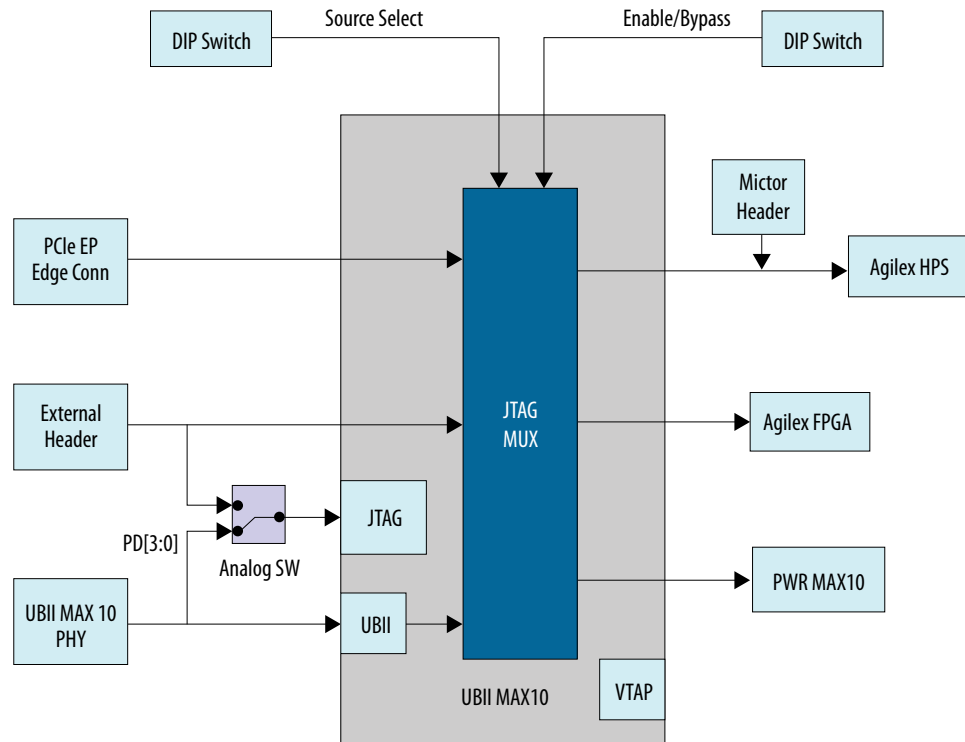 Source Select
Enable/Bypass
DIP Switch
DIP Switch
Mictor
Header
PCle EP
Edge Conn
Agilex HPS
External
Header
JTAG
MUX
Agilex FPGA
JTAG
PD[3:0]
Analog SW
PWR MAX10
UBII MAX 10
PHY
UBII
UBII MAX10
VTAP